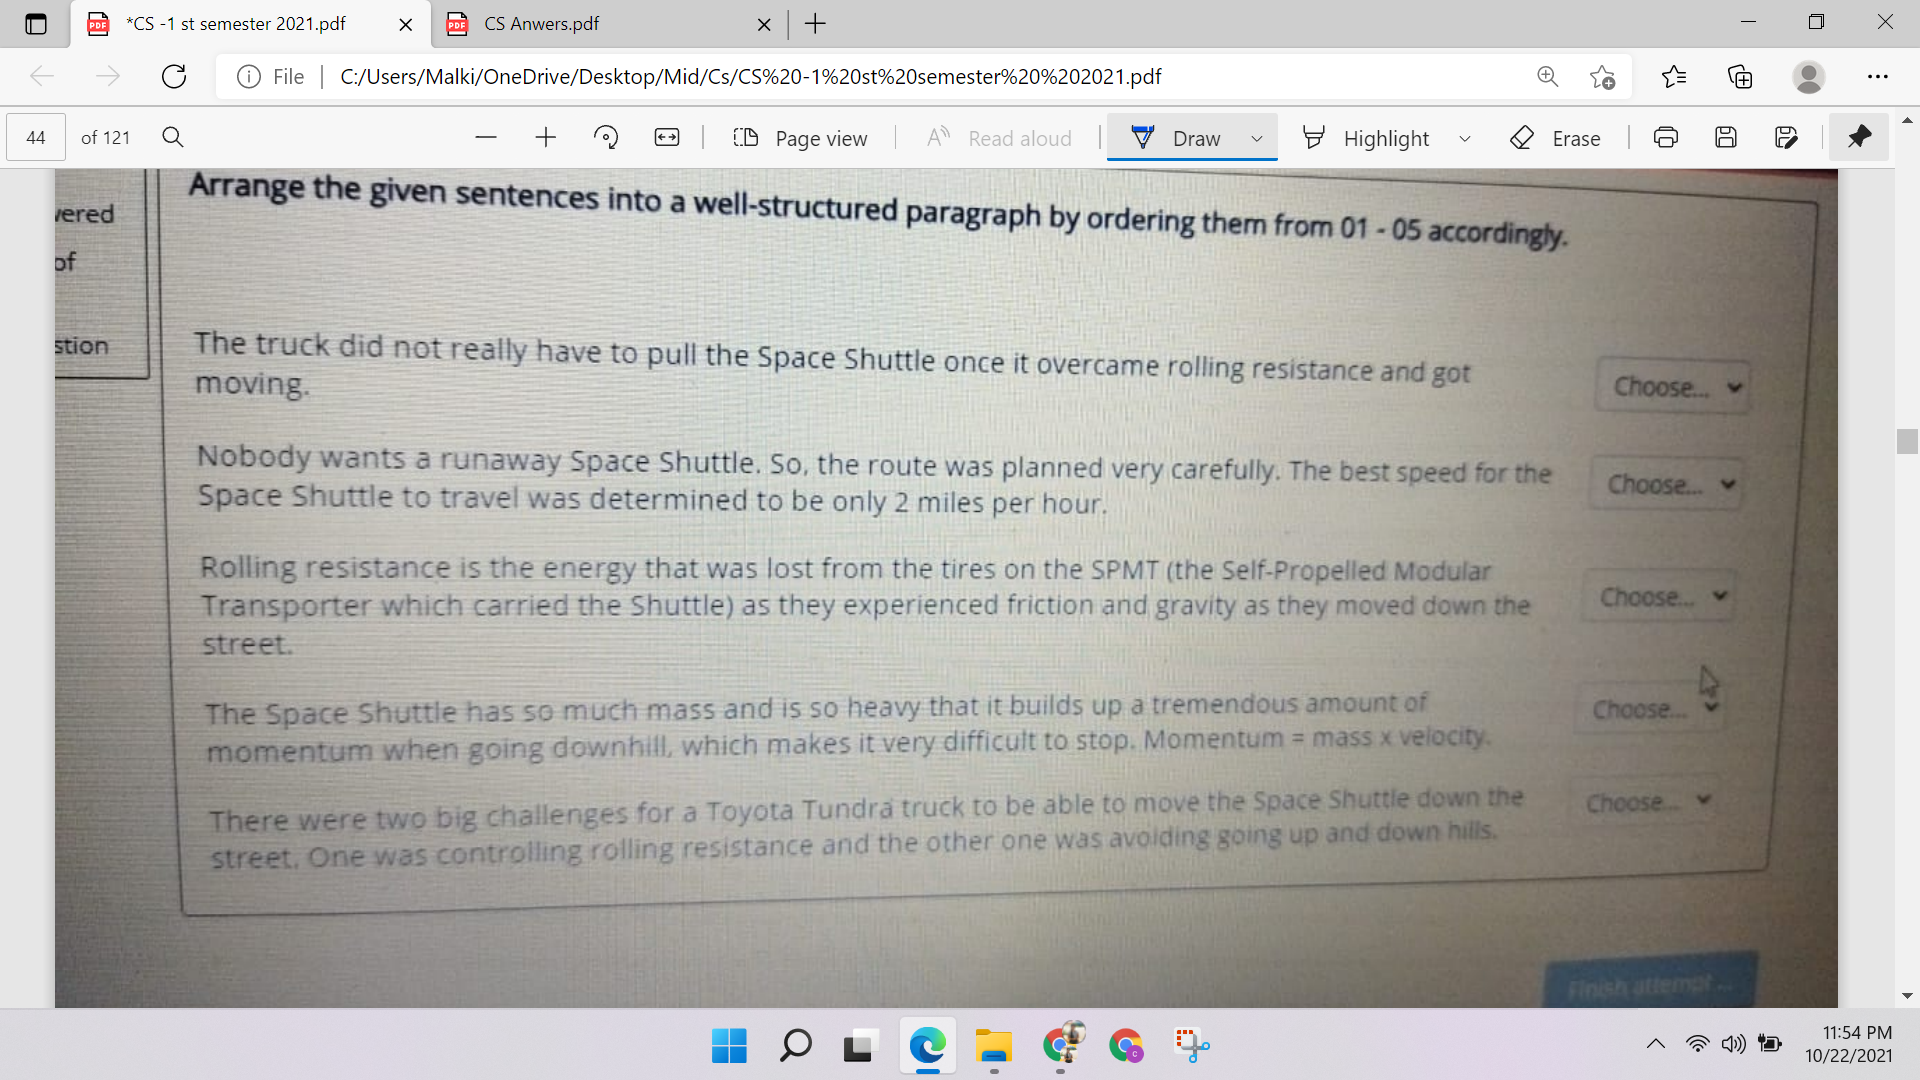 *CS -1 st semester 2021.pdf
CS Anwers.pdf
File
C:/Users/Malki/OneDrive/Desktop/Mid/Cs/CS%20-1%20st%20semester%20%202021.pdf
44 of 121
Page view
Read aloud
Draw
Highlight
Erase
vered
of
stion
Arrange the given sentences into a well-structured paragraph by ordering them from 01 - 05 accordingly.
The truck did not really have to pull the Space Shuttle once it overcame rolling resistance and got
moving.
Choose...
Nobody wants a runaway Space Shuttle. So, the route was planned very carefully. The best speed for the
Space Shuttle to travel was determined to be only 2 miles per hour.
Choose...
Rolling resistance is the energy that was lost from the tires on the SPMT (the Self-Propelled Modular
Transporter which carried the Shuttle) as they experienced friction and gravity as they moved down the
street.
Choose...
The Space Shuttle has so much mass and is so heavy that it builds up a tremendous amount of
momentum when going downhill, which makes it very difficult to stop. Momentum = mass x velocity.
Choose...
There were two big challenges for a Toyota Tundra truck to be able to move the Space Shuttle down the
street. One was controlling rolling resistance and the other one was avoiding going up and down hills.
Choose...
Finish attempt ...
11:54 PM
10/22/2021